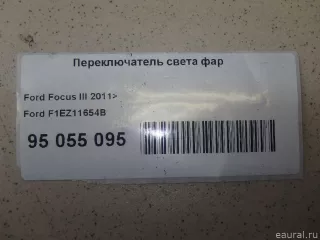 Переключатель света фар
Ford Focus III 2011>
Ford F1EZ11654B
95 055 095
eaural.ru